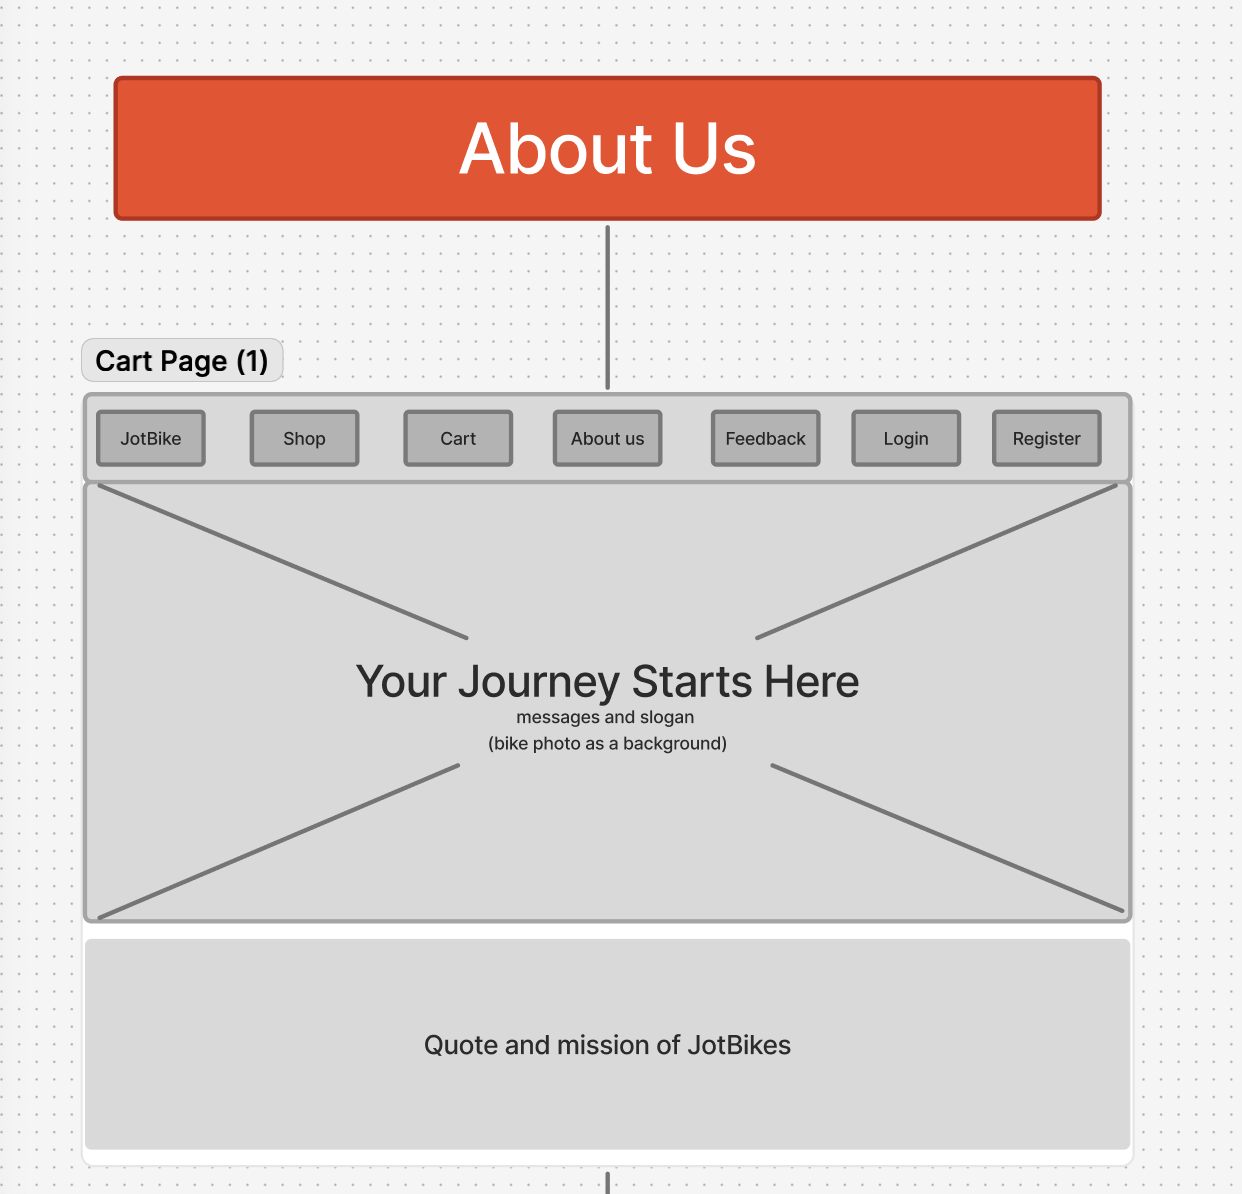 About Us
Cart Page (1)
JotBike Shop Cart About us Feedback Login Register
Your Journey Starts Here
messages and slogan
(bike photo as a background)
Quote and mission of JotBikes